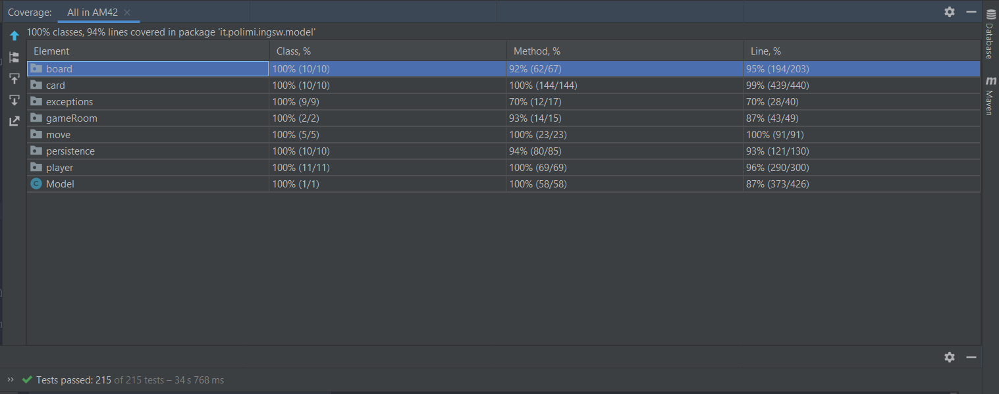 Coverage: All in AM42
100% classes, 94% lines covered in package 'it.polimi.ingsw.model'
Element Class, % Method, % Line, %
board 100% (10/10) 92% (62/67) 95% (194/203)
card 100% (10/10) 100% (144/144) 99% (439/440)
exceptions 100% (9/9) 70% (12/17) 70% (28/40)
gameRoom 100% (2/2) 93% (14/15) 87% (43/49)
move 100% (5/5) 100% (23/23) 100% (91/91)
persistence 100% (10/10) 94% (80/85) 93% (121/130)
player 100% (11/11) 100% (69/69) 96% (290/300)
C Model 100% (1/1) 100% (58/58) 87% (373/426)
Tests passed: 215 of 215 tests – 34 s 768 ms
Database
m Maven